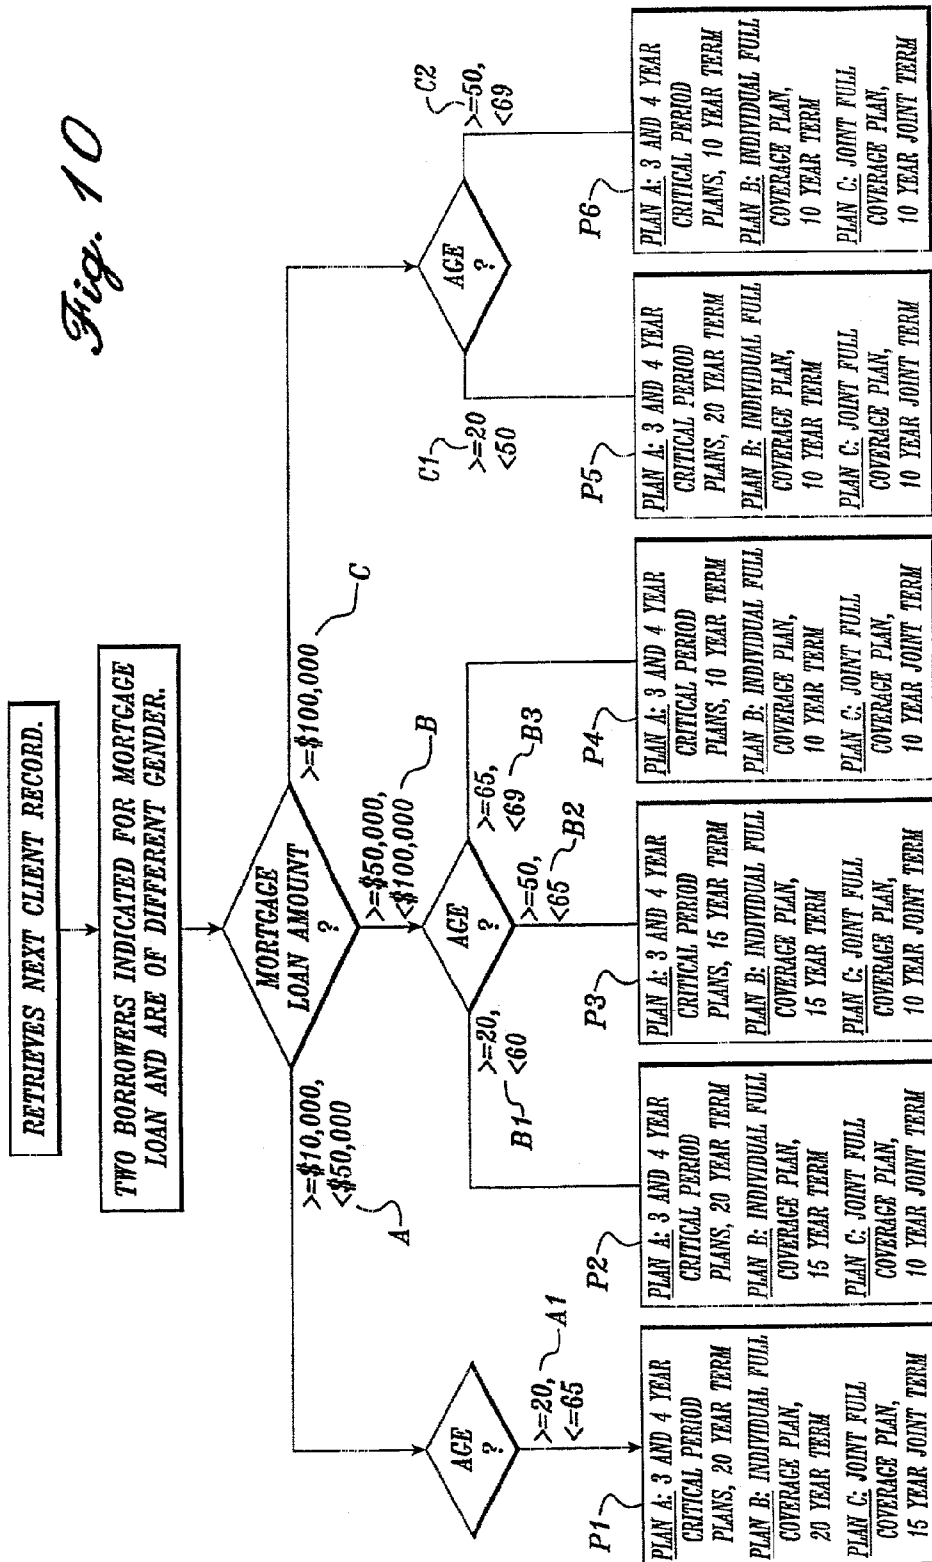 Fig. 10
RETRIEVES NEXT CLIENT RECORD.
TWO BORROWERS INDICATED FOR MORTGAGE
LOAN AND ARE OF DIFFERENT GENDER.
MORTGAGE
LOAN AMOUNT
?
>=$10,000,
<$50,000
A
>=$50,000,
<$100,000
B
>=$100,000
C
AGE
?
>=20,
<=65
A1
AGE
?
>=20,
<60
B1
>=50,
<65
B2
>=65,
<69
B3
AGE
?
C1
>=20
<50
C2
>=50,
<69
P1
PLAN A: 3 AND 4 YEAR
CRITICAL PERIOD
PLANS, 20 YEAR TERM
PLAN B: INDIVIDUAL FULL
COVERAGE PLAN,
20 YEAR TERM
PLAN C: JOINT FULL
COVERAGE PLAN,
15 YEAR JOINT TERM
P2
PLAN A: 3 AND 4 YEAR
CRITICAL PERIOD
PLANS, 20 YEAR TERM
PLAN B: INDIVIDUAL FULL
COVERAGE PLAN,
15 YEAR TERM
PLAN C: JOINT FULL
COVERAGE PLAN,
10 YEAR JOINT TERM
P3
PLAN A: 3 AND 4 YEAR
CRITICAL PERIOD
PLANS, 15 YEAR TERM
PLAN B: INDIVIDUAL FULL
COVERAGE PLAN,
15 YEAR TERM
PLAN C: JOINT FULL
COVERAGE PLAN,
10 YEAR JOINT TERM
P4
PLAN A: 3 AND 4 YEAR
CRITICAL PERIOD
PLANS, 10 YEAR TERM
PLAN B: INDIVIDUAL FULL
COVERAGE PLAN,
10 YEAR TERM
PLAN C: JOINT FULL
COVERAGE PLAN,
10 YEAR JOINT TERM
P5
PLAN A: 3 AND 4 YEAR
CRITICAL PERIOD
PLANS, 20 YEAR TERM
PLAN B: INDIVIDUAL FULL
COVERAGE PLAN,
10 YEAR TERM
PLAN C: JOINT FULL
COVERAGE PLAN,
10 YEAR JOINT TERM
P6
PLAN A: 3 AND 4 YEAR
CRITICAL PERIOD
PLANS, 10 YEAR TERM
PLAN B: INDIVIDUAL FULL
COVERAGE PLAN,
10 YEAR TERM
PLAN C: JOINT FULL
COVERAGE PLAN,
10 YEAR JOINT TERM